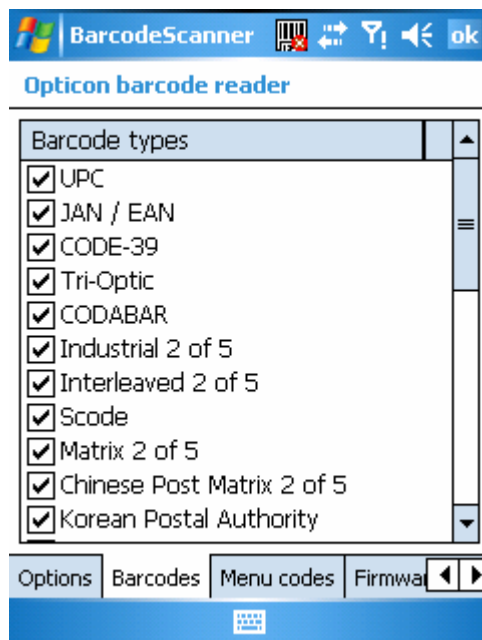 BarcodeScanner ok
Opticon barcode reader
Barcode types
UPC
JAN / EAN
CODE-39
Tri-Optic
CODABAR
Industrial 2 of 5
Interleaved 2 of 5
Scode
Matrix 2 of 5
Chinese Post Matrix 2 of 5
Korean Postal Authority
Options Barcodes Menu codes Firmwa